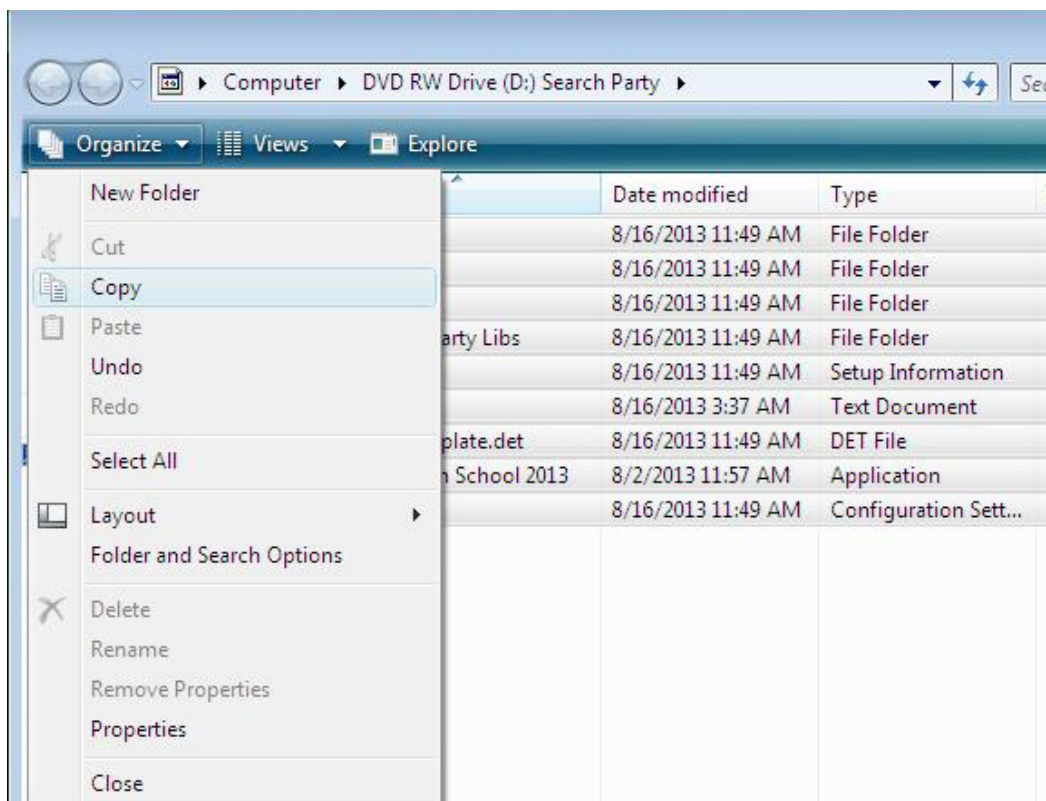 Computer DVD RW Drive (D:) Search Party
Organize Views Explore
Date modified Type
New Folder
Cut
Copy
Paste
Undo
Redo
Select All
Layout
Folder and Search Options
Delete
Rename
Remove Properties
Properties
Close
8/16/2013 11:49 AM File Folder
8/16/2013 11:49 AM File Folder
8/16/2013 11:49 AM File Folder
arty Libs 8/16/2013 11:49 AM File Folder
8/16/2013 11:49 AM Setup Information
8/16/2013 3:37 AM Text Document
plate.det 8/16/2013 11:49 AM DET File
School 2013 8/2/2013 11:57 AM Application
8/16/2013 11:49 AM Configuration Sett...